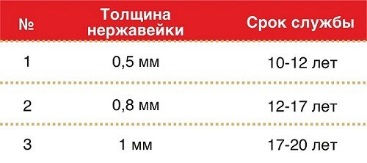 № Толщина нержавейки Срок службы
1 0,5 мм 10-12 лет
2 0,8 мм 12-17 лет
3 1 мм 17-20 лет